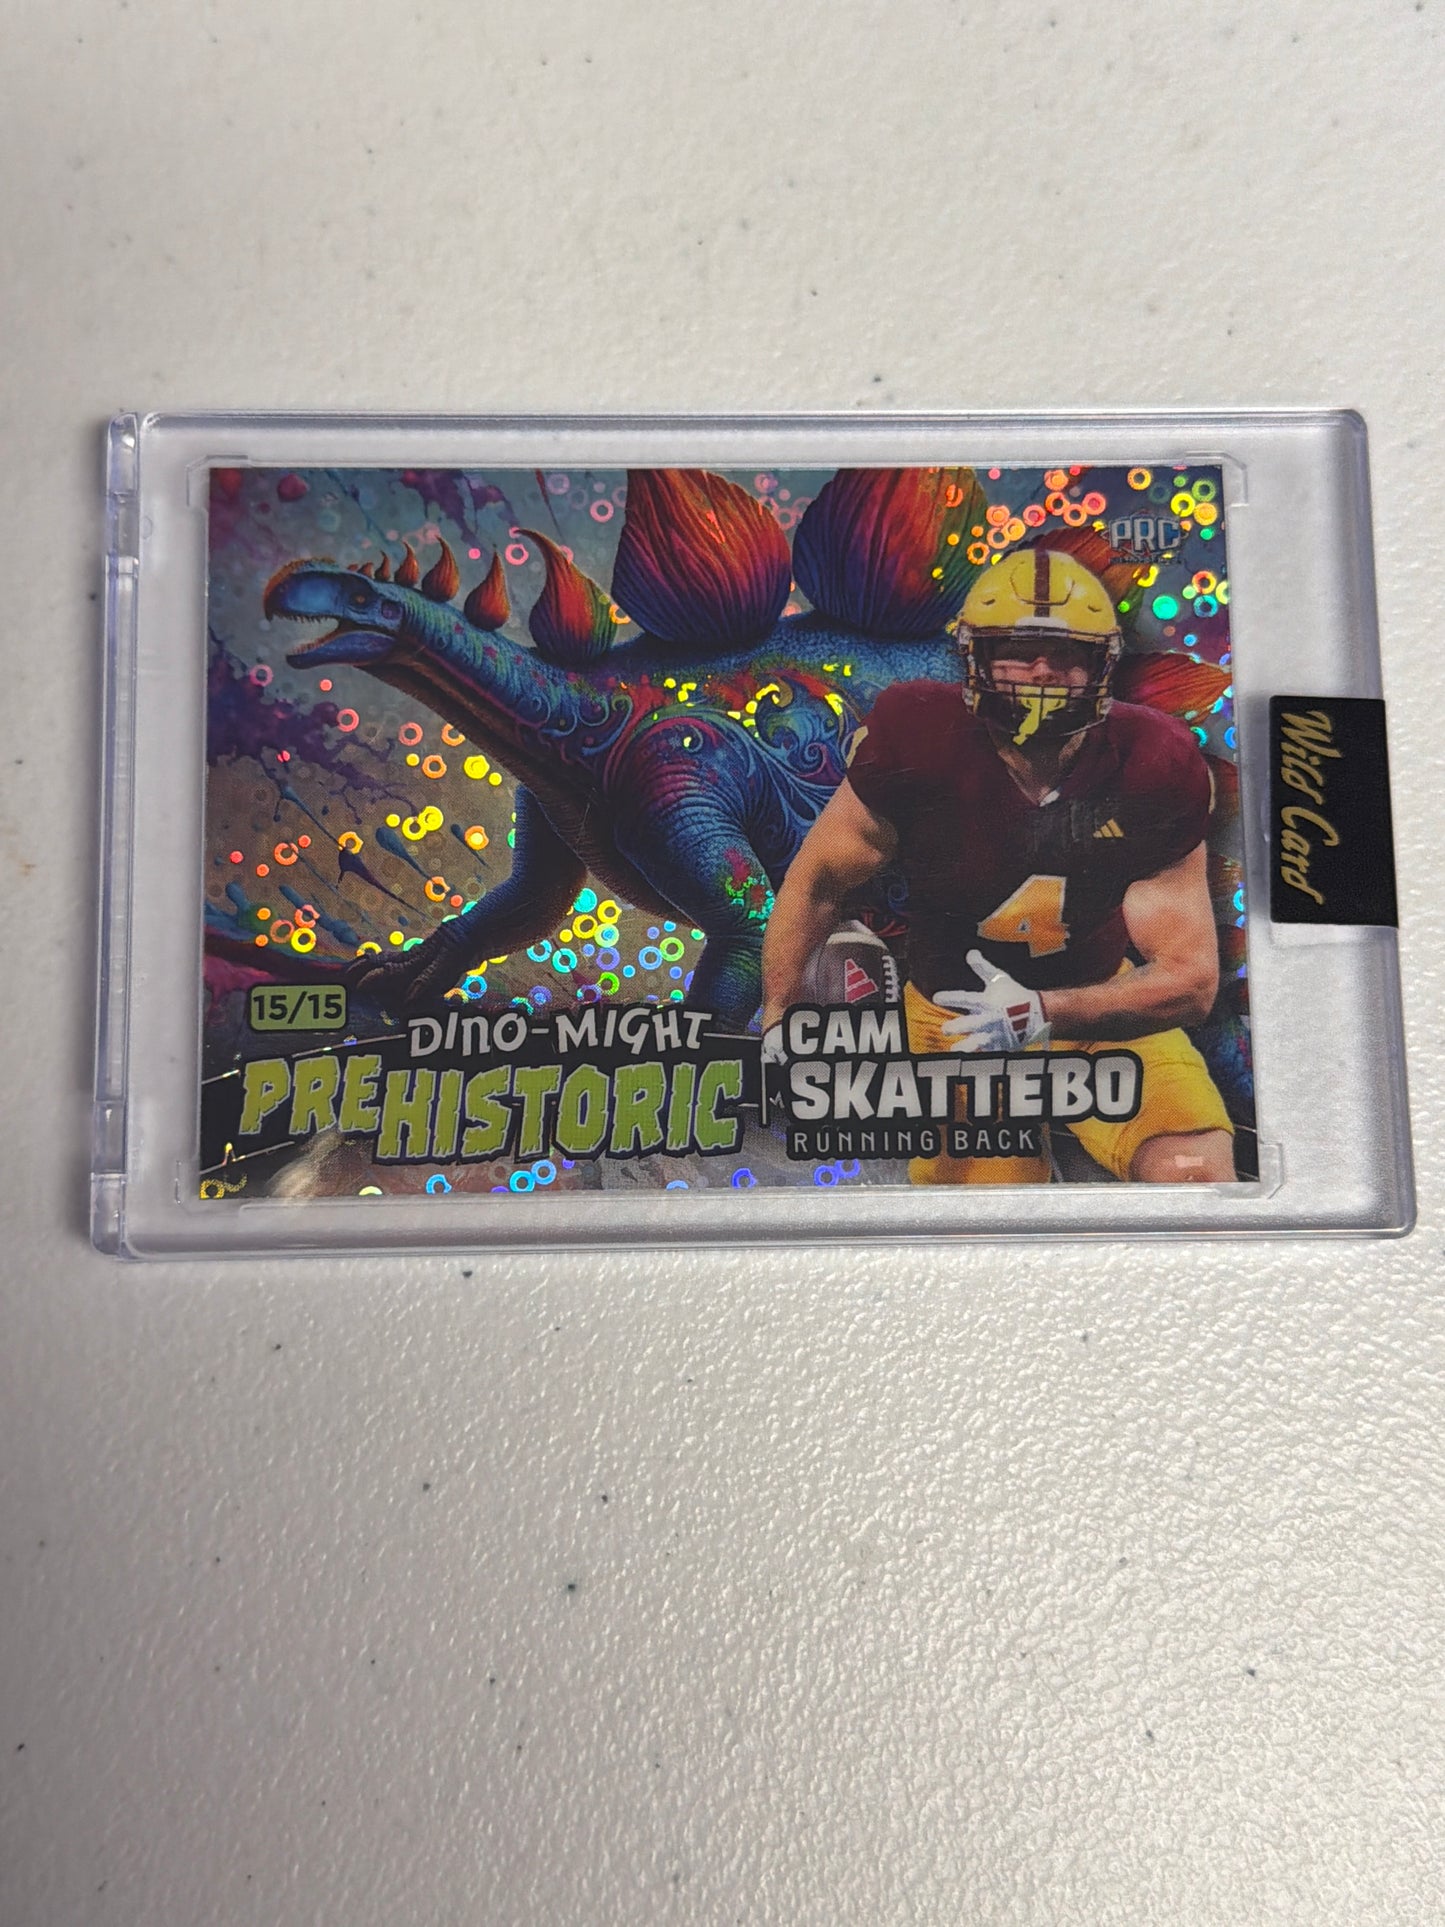 PRC
Wild Card
4
15/15
DINO-MIGHT
PREHISTORIC
CAM
SKATTEBO
RUNNING BACK